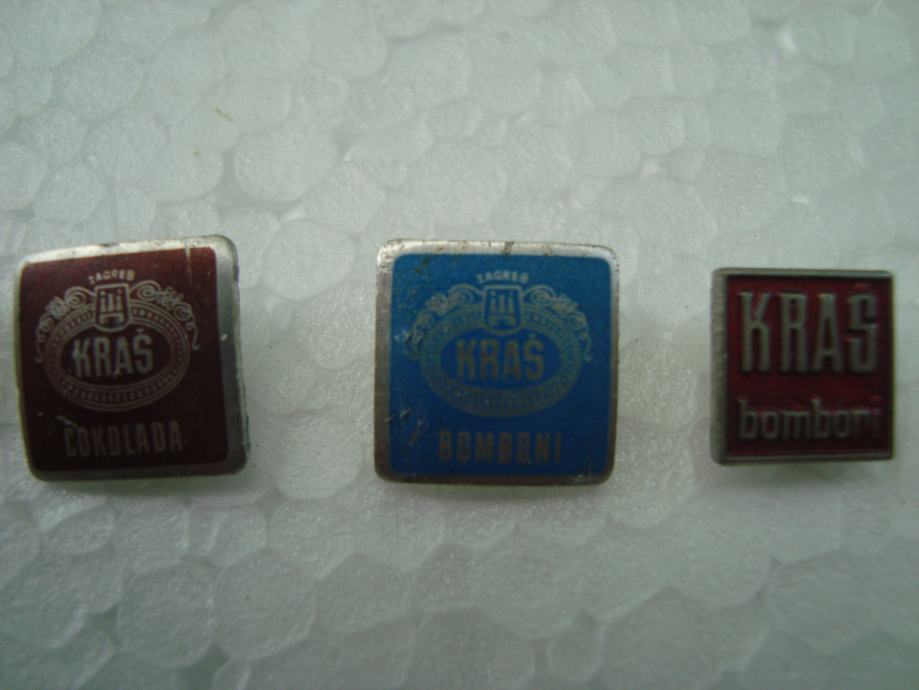 ZAGREB
KRAŠ
ČOKOLADA
ZAGREB
KRAŠ
BOMBONI
KRAŠ
bomboni